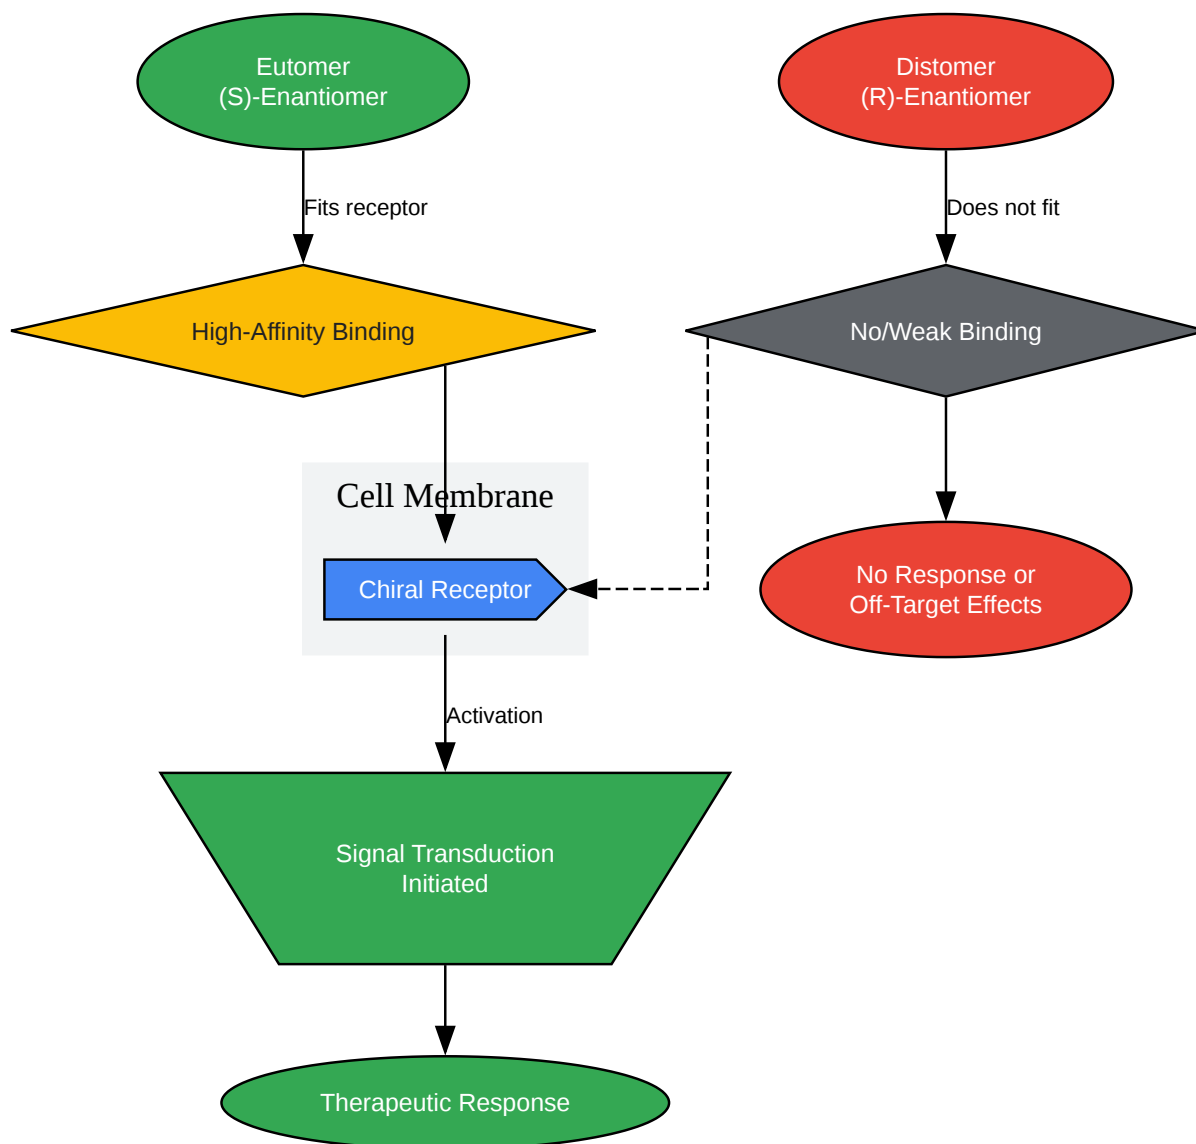 Eutomer
(S)-Enantiomer
Distomer
(R)-Enantiomer
Fits receptor
Does not fit
High-Affinity Binding
No/Weak Binding
Cell Membrane
Chiral Receptor
No Response or
Off-Target Effects
Activation
Signal Transduction
Initiated
Therapeutic Response